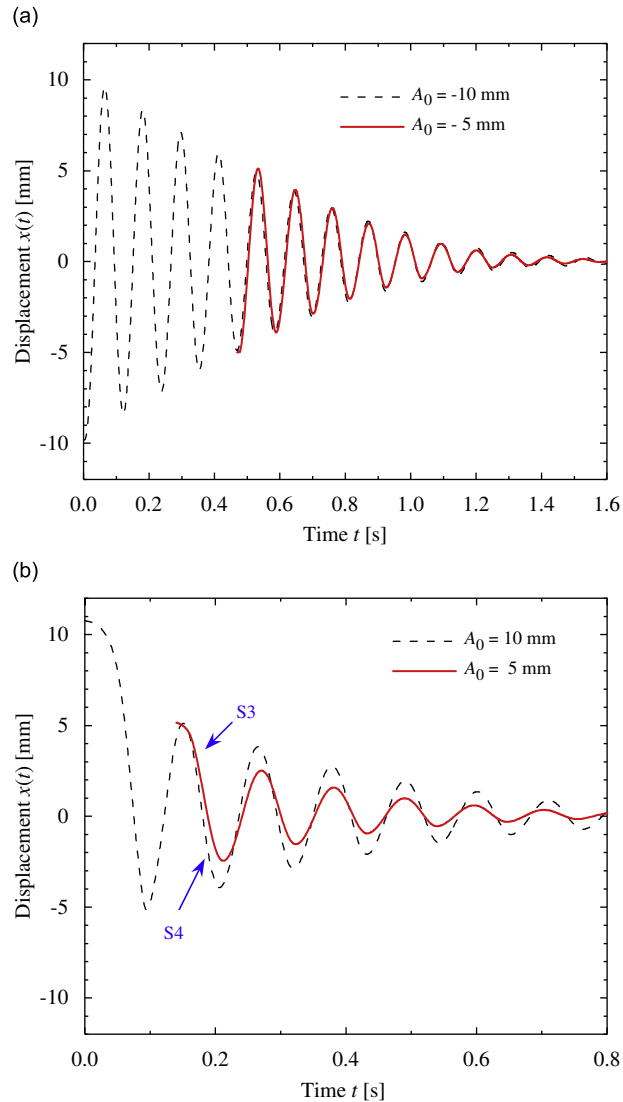 (a)
10
5
0
-5
-10
Displacement x(t) [mm]
A0 = -10 mm
A0 = - 5 mm
0.0 0.2 0.4 0.6 0.8 1.0 1.2 1.4 1.6
Time t [s]
(b)
10
5
0
-5
-10
Displacement x(t) [mm]
A0 = 10 mm
A0 = 5 mm
S3
S4
0.0 0.2 0.4 0.6 0.8
Time t [s]